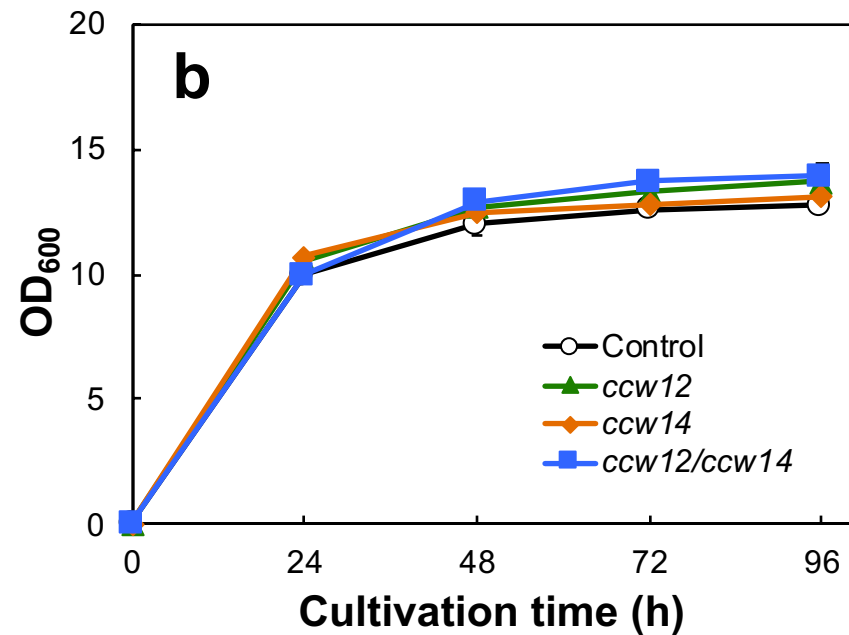 b
20
15
10
5
0
OD600
Control
ccw12
ccw14
ccw12/ccw14
0 24 48 72 96
Cultivation time (h)